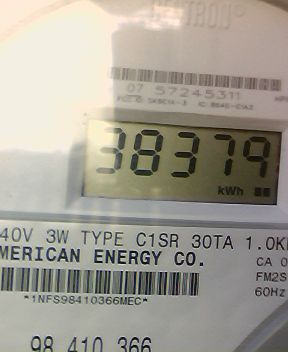 CENTRON®
07 57245311
38379
kWh
40V 3W TYPE C1SR 30TA 1.0K
MERICAN ENERGY CO.
CA 0
FM2S
60Hz
*1NFS98410366MEC*
98 410 366